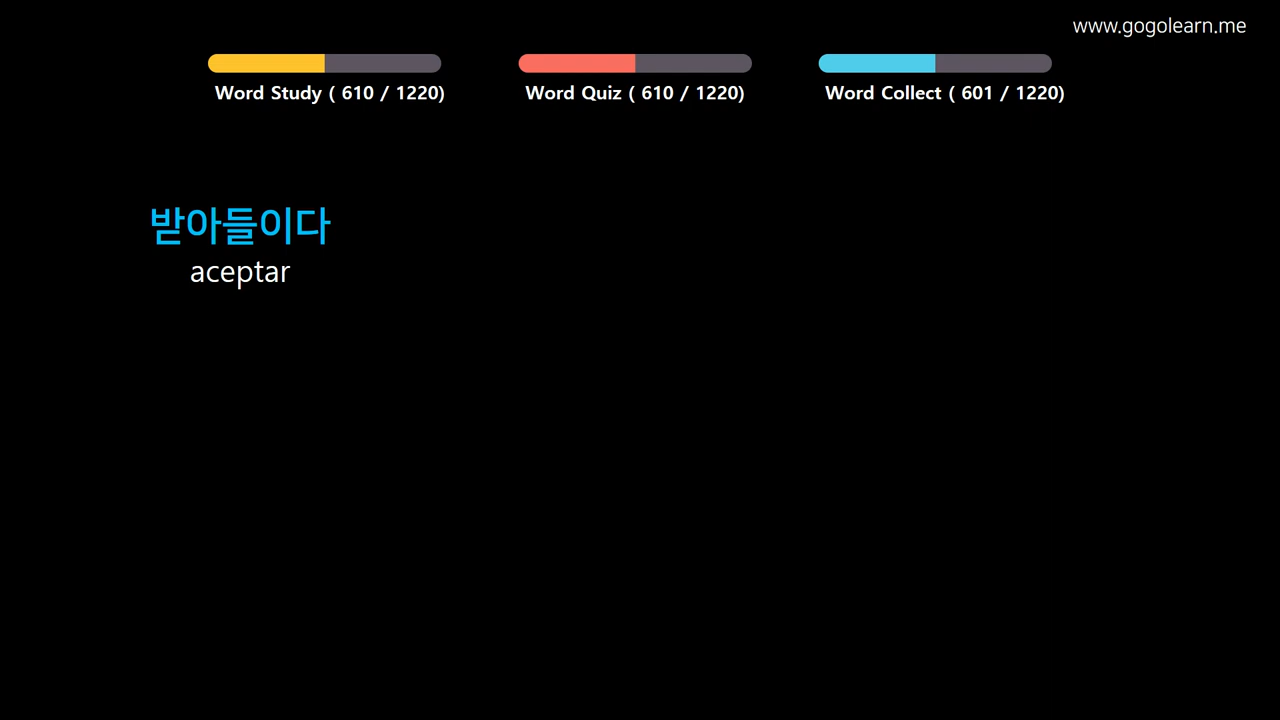 www.gogolearn.me
Word Study ( 610 / 1220)
Word Quiz ( 610 / 1220)
Word Collect ( 601 / 1220)
받아들이다
aceptar